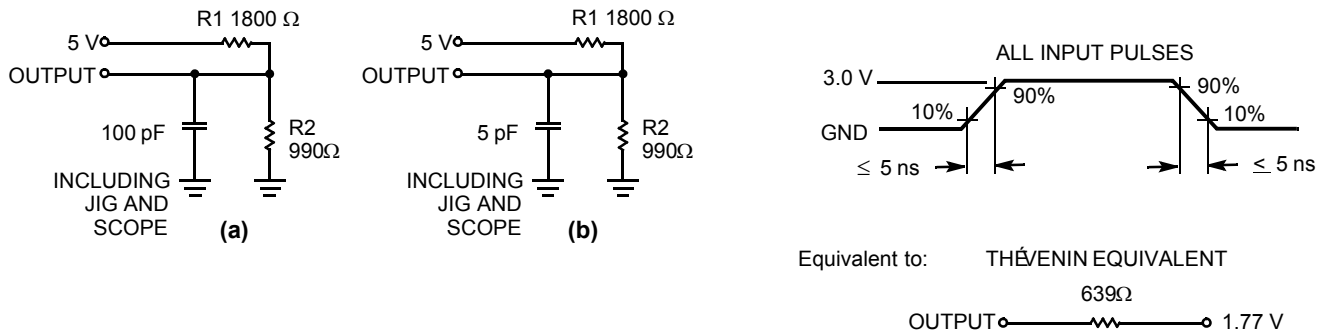 R1 1800 Ω
5 V
OUTPUT
100 pF
R2
990Ω
INCLUDING
JIG AND
SCOPE
(a)
R1 1800 Ω
5 V
OUTPUT
5 pF
R2
990Ω
INCLUDING
JIG AND
SCOPE
(b)
ALL INPUT PULSES
3.0 V
90%
90%
10%
10%
GND
≤ 5 ns
≤ 5 ns
Equivalent to: THÉVENIN EQUIVALENT
639Ω
OUTPUT 1.77 V